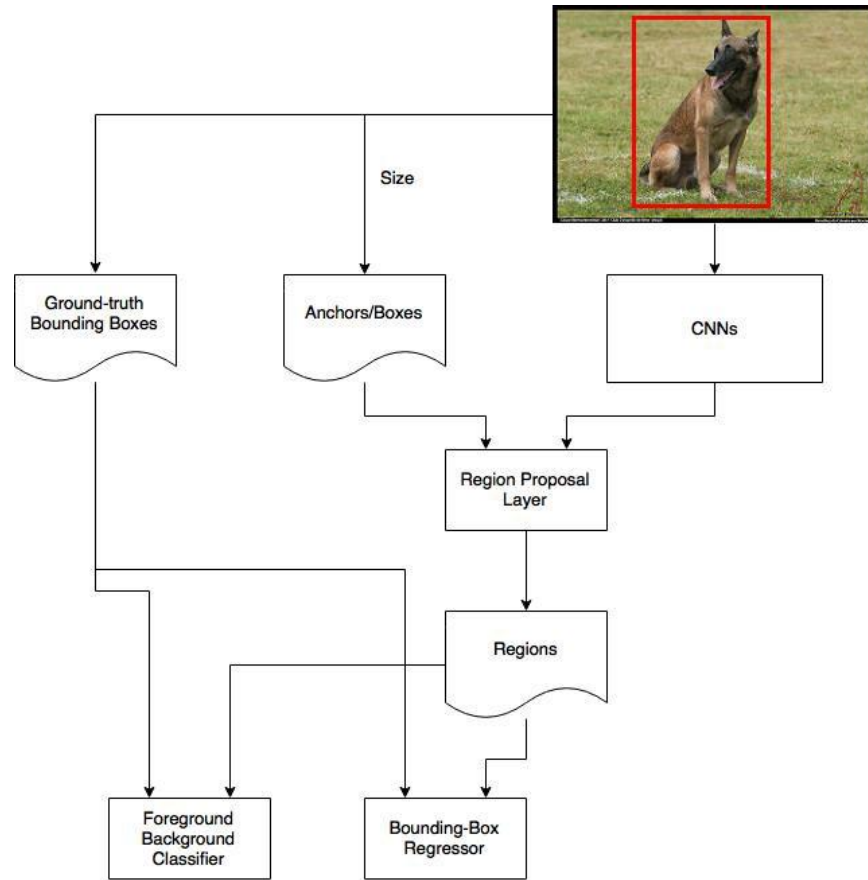 Size
Ground-truth
Bounding Boxes
Anchors/Boxes
CNNs
Region Proposal
Layer
Regions
Foreground
Background
Classifier
Bounding-Box
Regressor